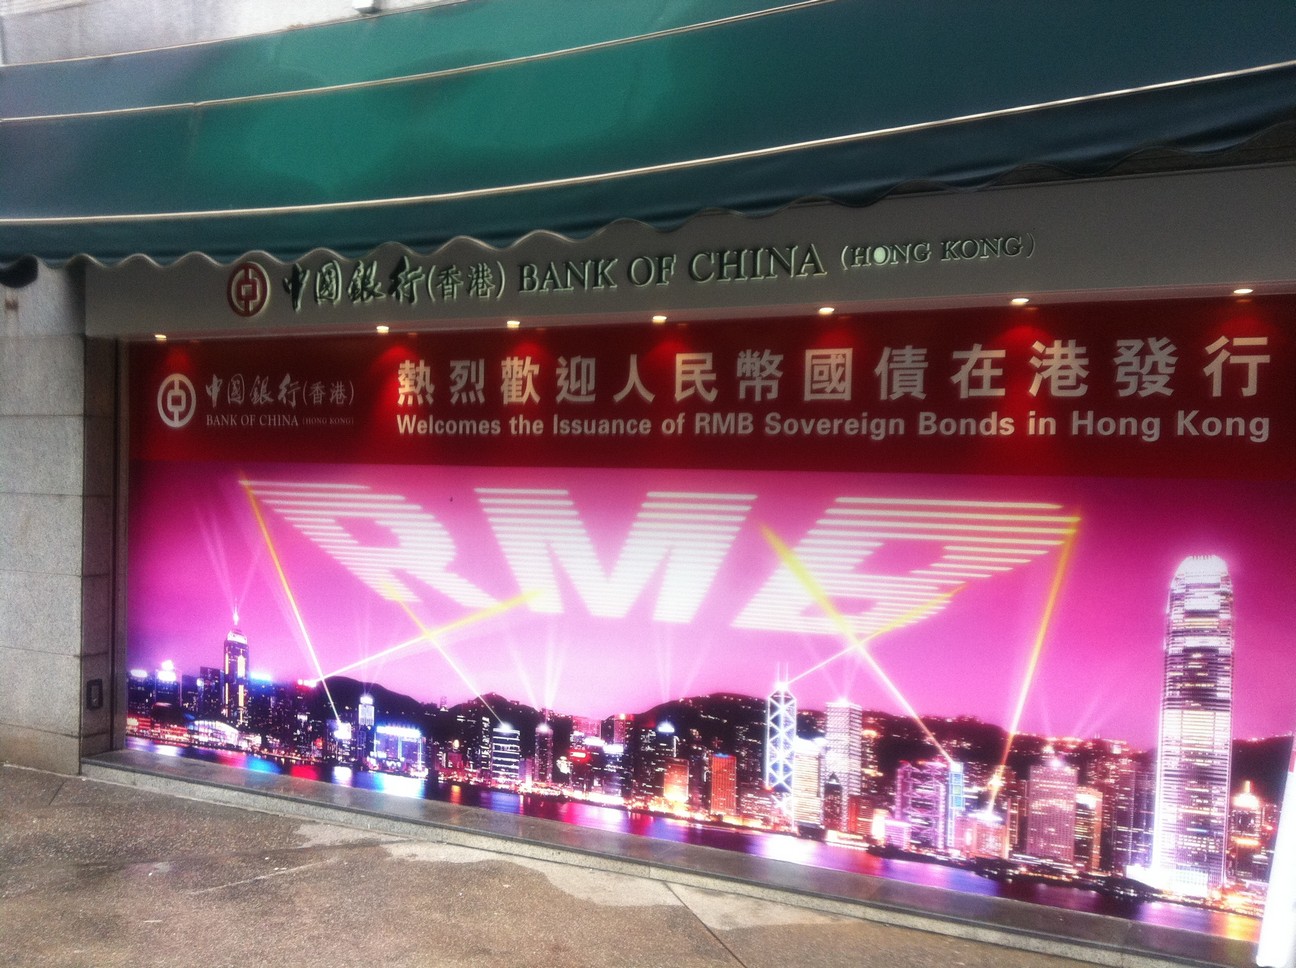 中国銀行(香港) BANK OF CHINA (HONG KONG)
中国銀行(香港)
BANK OF CHINA (HONG KONG)
熱烈歡迎人民幣國債在港發行
Welcomes the Issuance of RMB Sovereign Bonds in Hong Kong
RMB